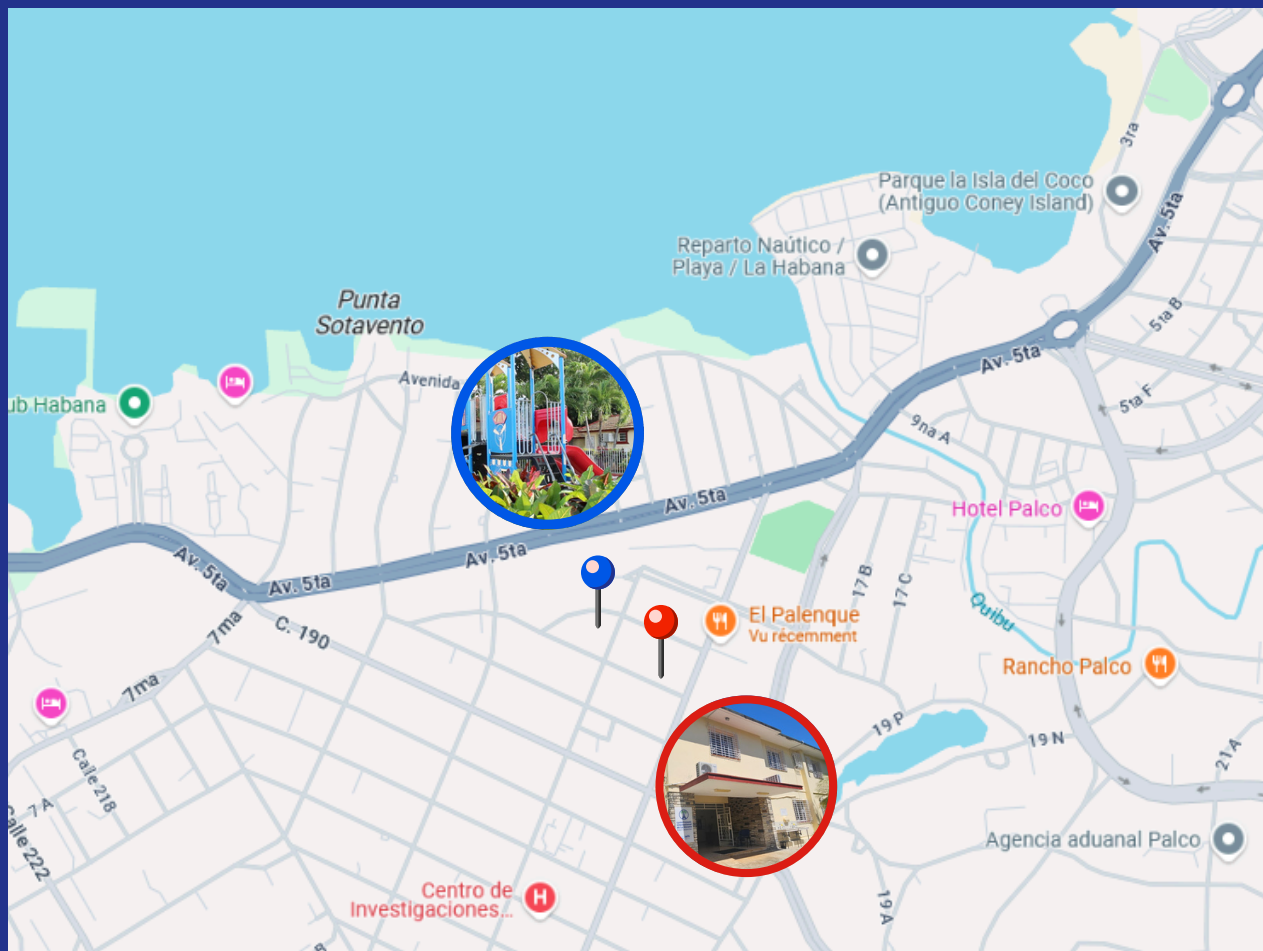 3ra
Parque la Isla del Coco
(Antiguo Coney Island)
Av. 5ta
Reparto Naútico /
Playa / La Habana
Punta
Sotavento
5ta B
Av. 5ta
Avenida
5ta F
ub Habana
9na A
Av. 5ta
Hotel Palco
Av. 5ta
Av. 5ta
Av. 5ta
17 B
17 C
Quibu
7ma
C. 190
El Palenque
Vu récemment
Rancho Palco
7ma
19 P
19 N
21 A
Calle 218
7 A
Calle 222
Agencia aduanal Palco
Centro de
Investigaciones...
H
19 A